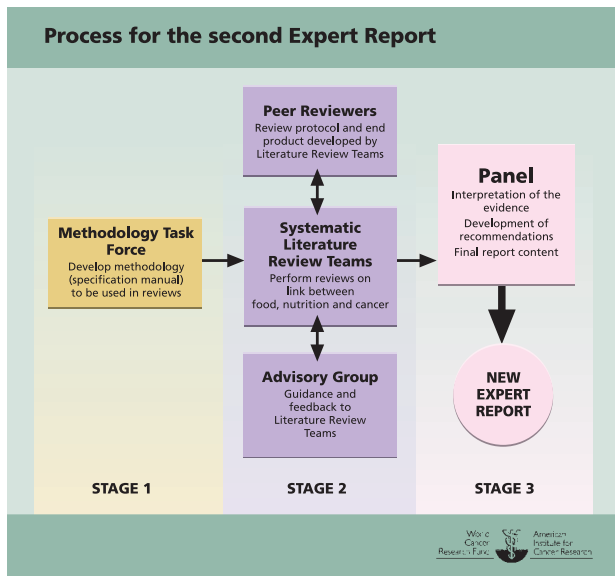 Process for the second Expert Report
Peer Reviewers
Review protocol and end
product developed by
Literature Review Teams
Methodology Task
Force
Develop methodology
(specification manual)
to be used in reviews
Systematic
Literature
Review Teams
Perform reviews on
link between
food, nutrition and cancer
Panel
Interpretation of the
evidence
Development of
recommendations
Final report content
Advisory Group
Guidance and
feedback to
Literature Review
Teams
NEW
EXPERT
REPORT
STAGE 1
STAGE 2
STAGE 3
World
Cancer
Research Fund
American
Institute for
Cancer Research